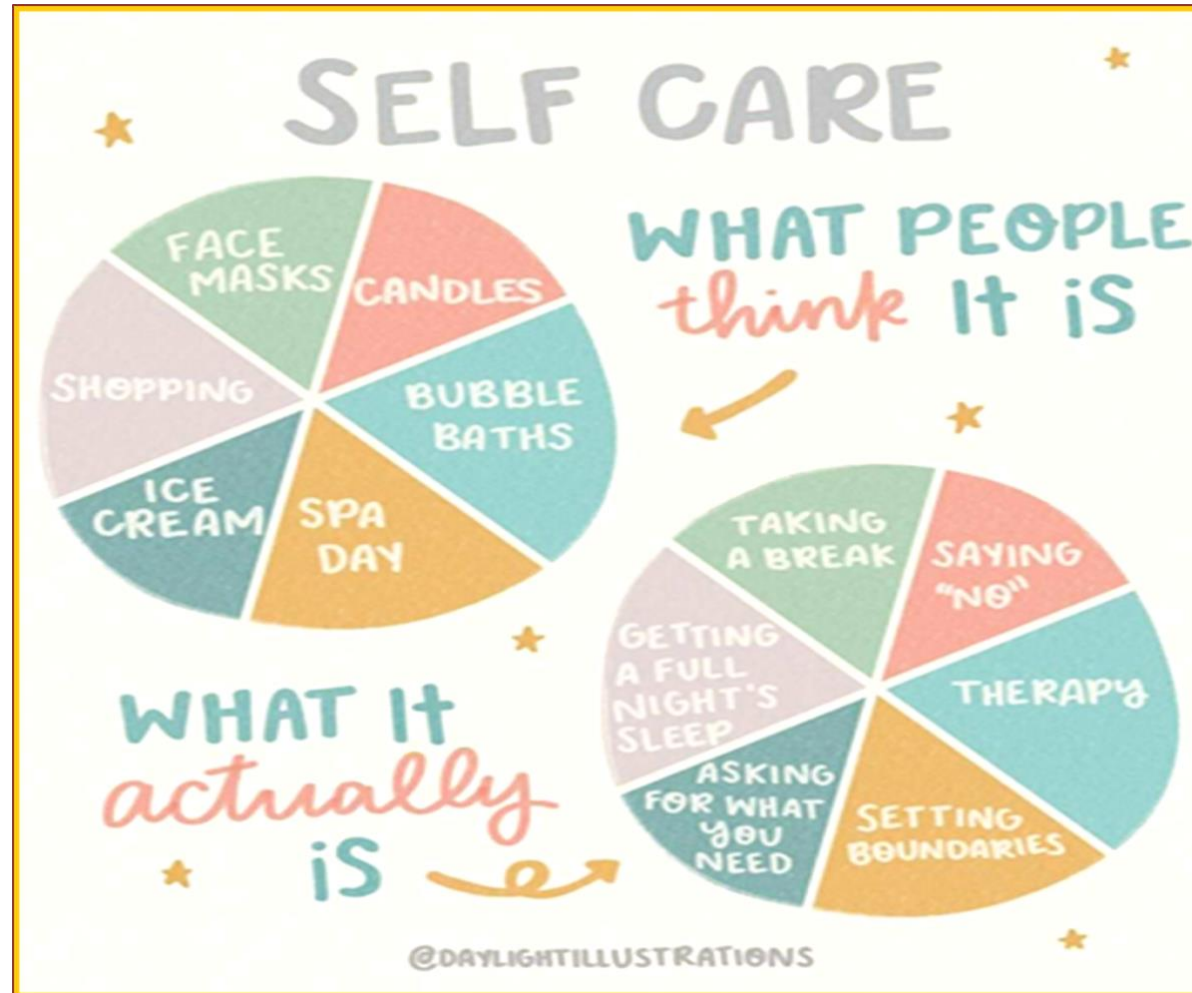 SELF CARE
WHAT PEOPLE
think It iS
FACE
MASKS
CANDLES
BUBBLE
BATHS
SPA
DAY
ICE
CREAM
SHOPPING
WHAT It
actually
iS
TAKING
A BREAK
SAYING
"NO"
THERAPY
SETTING
BOUNDARIES
ASKING
FOR WHAT
yOU
NEED
GETTING
A FULL
NIGHT'S
SLEEP
@DAYLIGHTILLUSTRATIONS